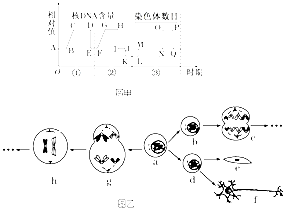 相对值
核DNA含量
染色体数目
C D G H
O P
A B E F I J M
K L N Q
O (1) (2) (3) 时期
图甲
h g a b c
d e
f
图乙